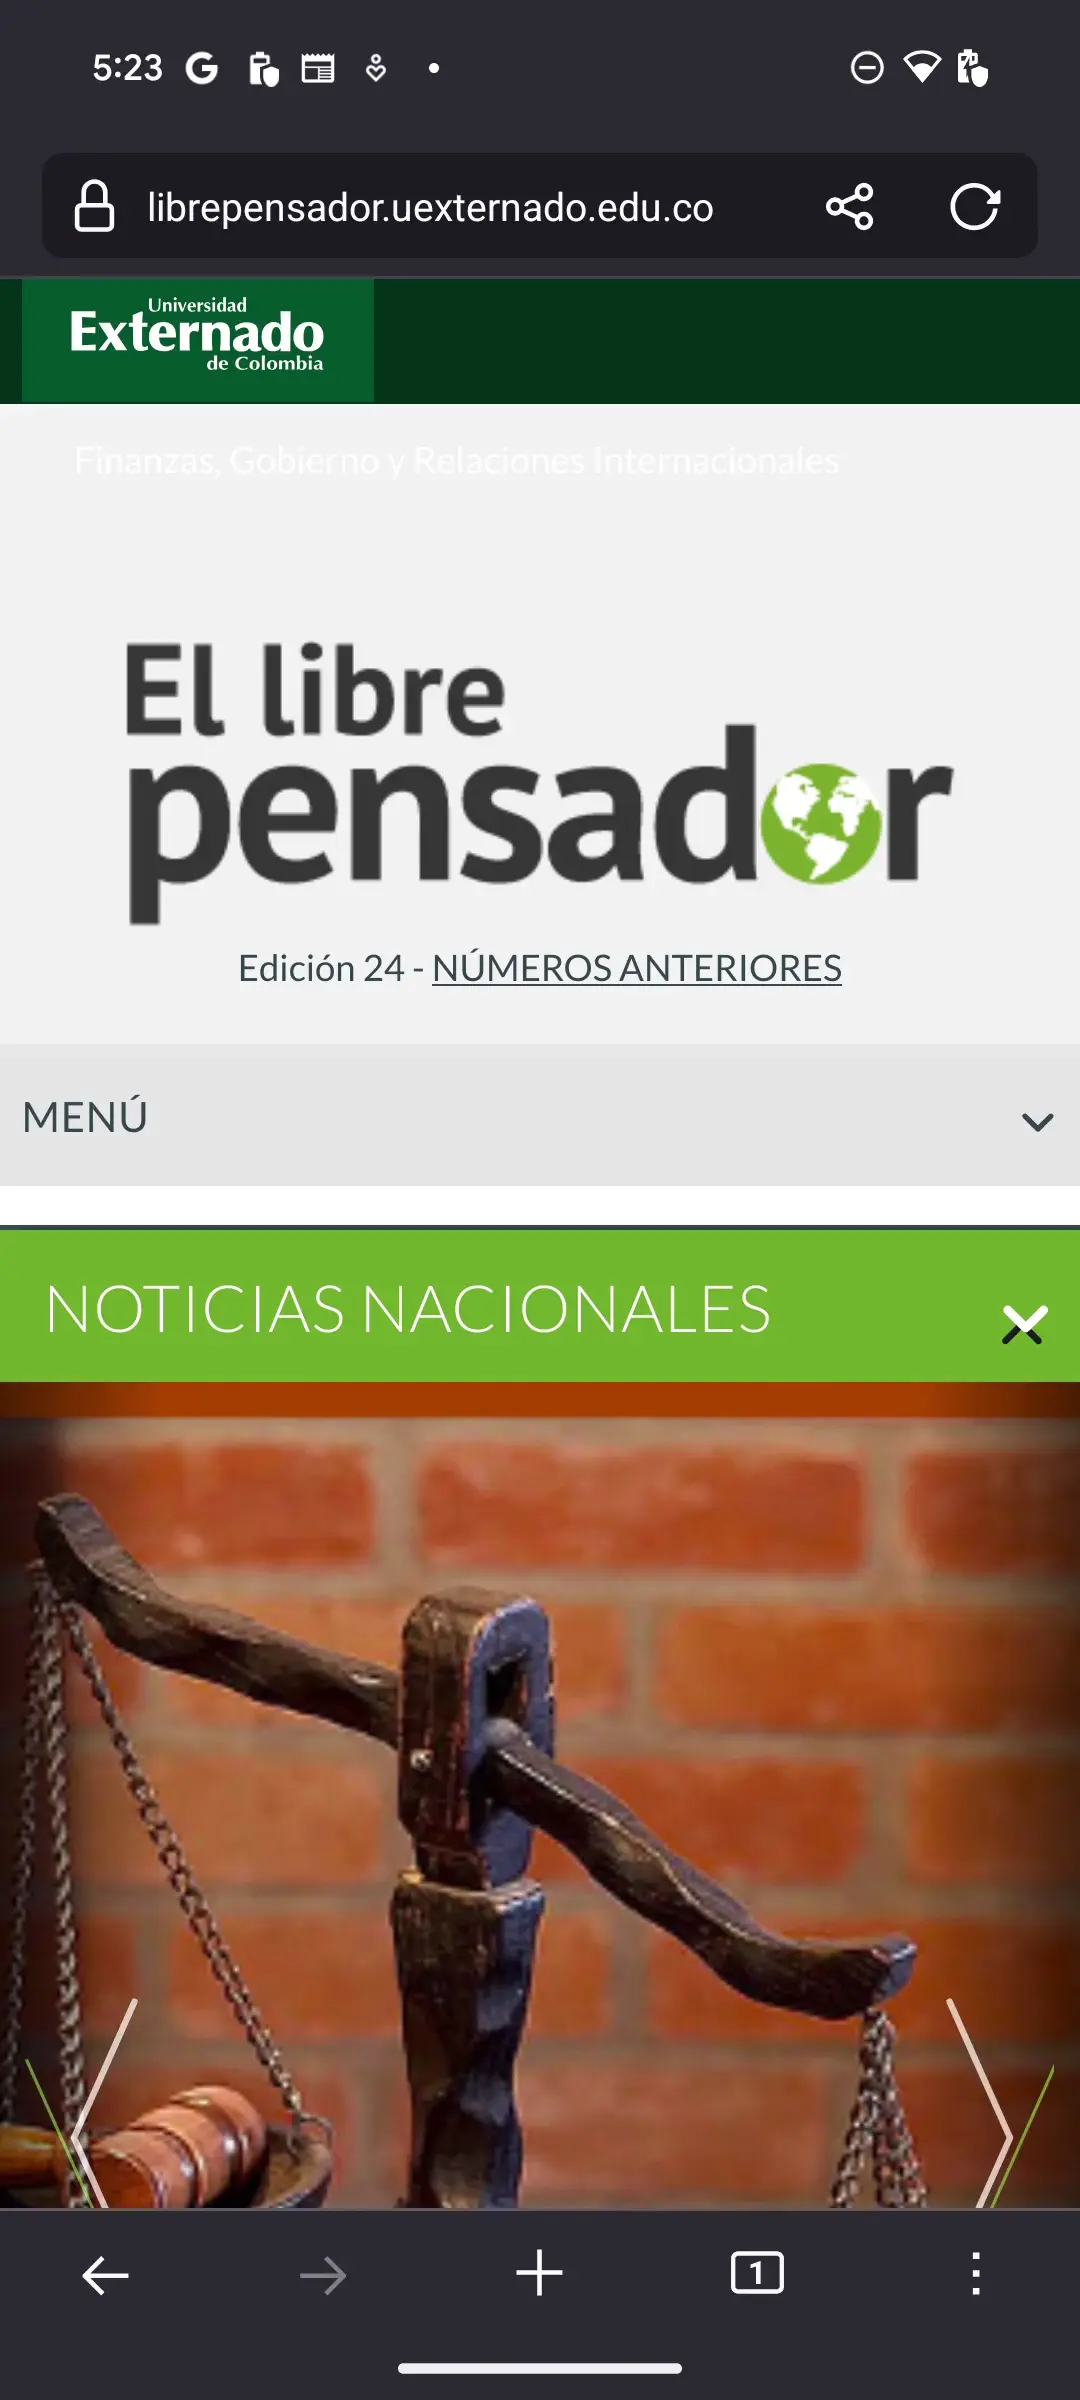 5:23
librepensador.uexternado.edu.co
Universidad
Externado
de Colombia
Finanzas, Gobierno y Relaciones Internacionales
El libre
pensador
Edición 24 - NÚMEROS ANTERIORES
MENÚ
NOTICIAS NACIONALES
1